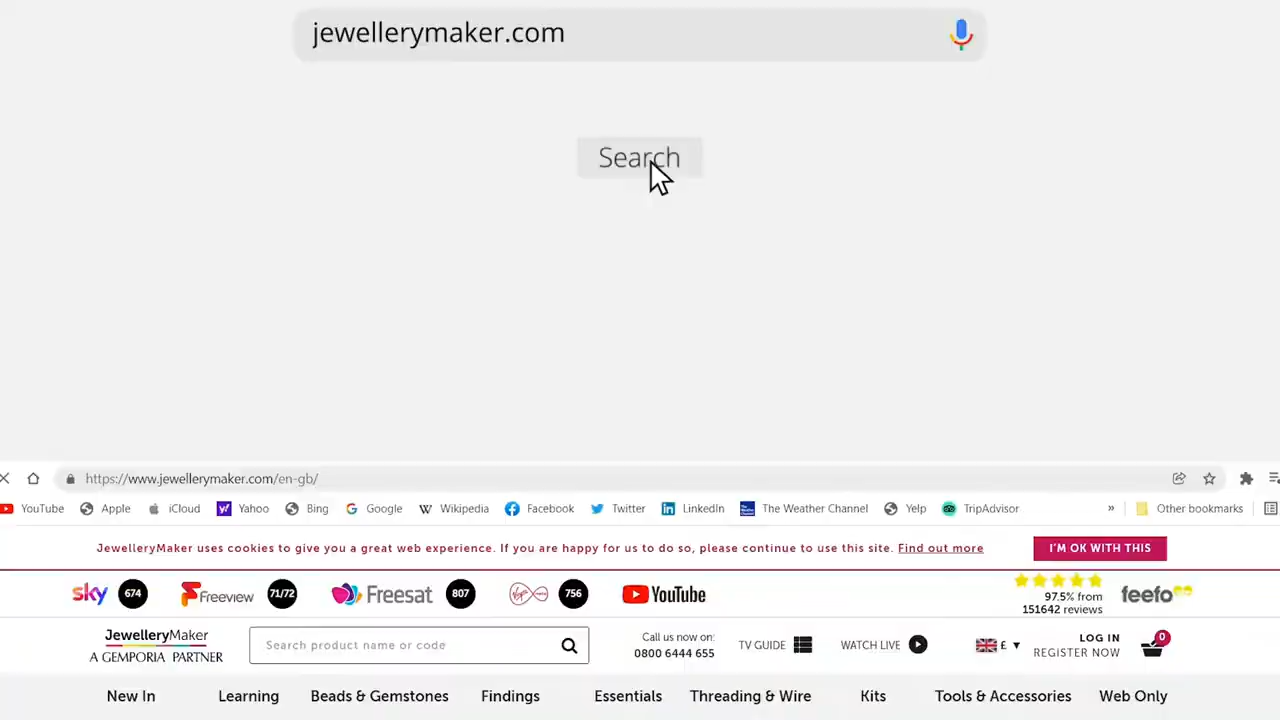 jewellerymaker.com
Search
https://www.jewellerymaker.com/en-gb/
YouTube Apple iCloud Yahoo Bing Google Wikipedia Facebook Twitter LinkedIn The Weather Channel Yelp TripAdvisor » Other bookmarks
JewelleryMaker uses cookies to give you a great web experience. If you are happy for us to do so, please continue to use this site. Find out more I'M OK WITH THIS
sky 674 Freeview 71/72 Freesat 807 756 YouTube 97.5% from feefo
151642 reviews
JewelleryMaker
A GEMPORIA PARTNER
Search product name or code
Call us now on:
0800 6444 655
TV GUIDE WATCH LIVE £ ▼
LOG IN
REGISTER NOW
0
New In Learning Beads & Gemstones Findings Essentials Threading & Wire Kits Tools & Accessories Web Only